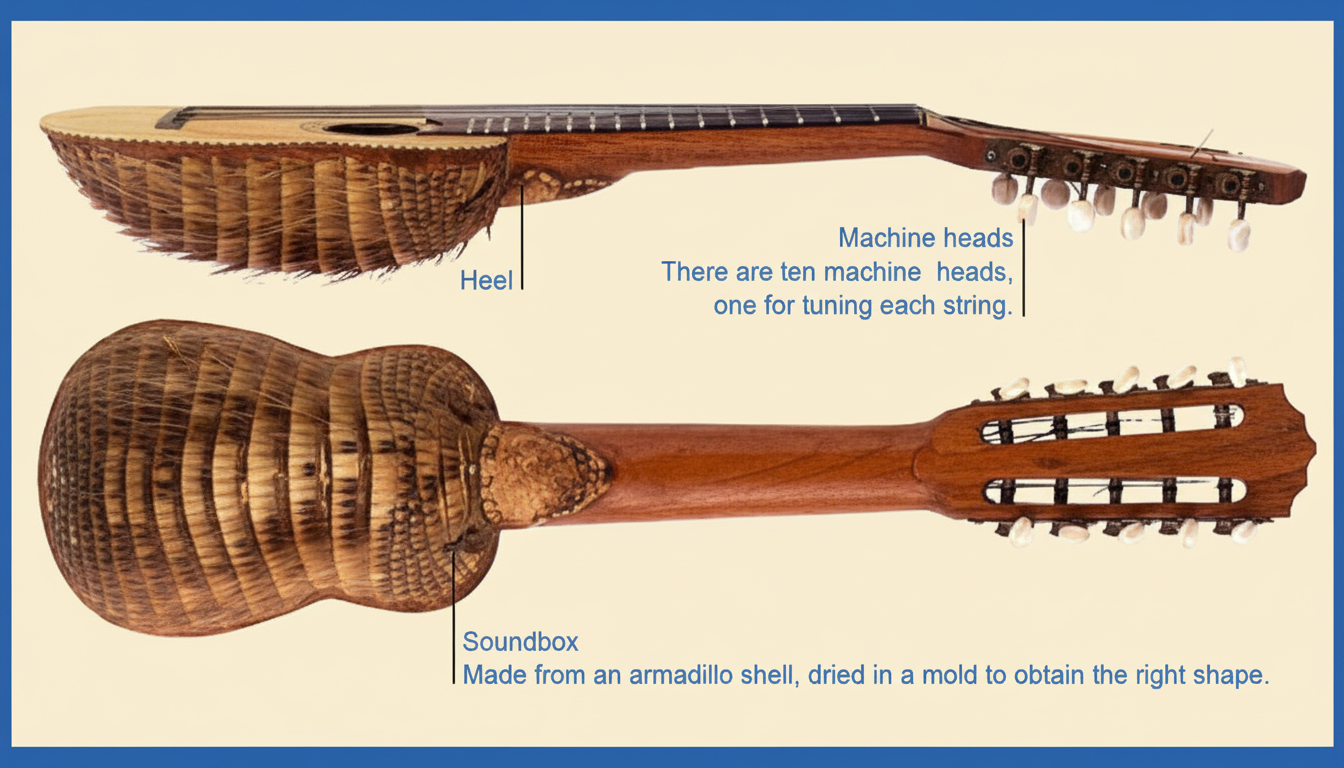 Heel
Machine heads
There are ten machine  heads,
one for tuning each string.
Soundbox
Made from an armadillo shell, dried in a mold to obtain the right shape.